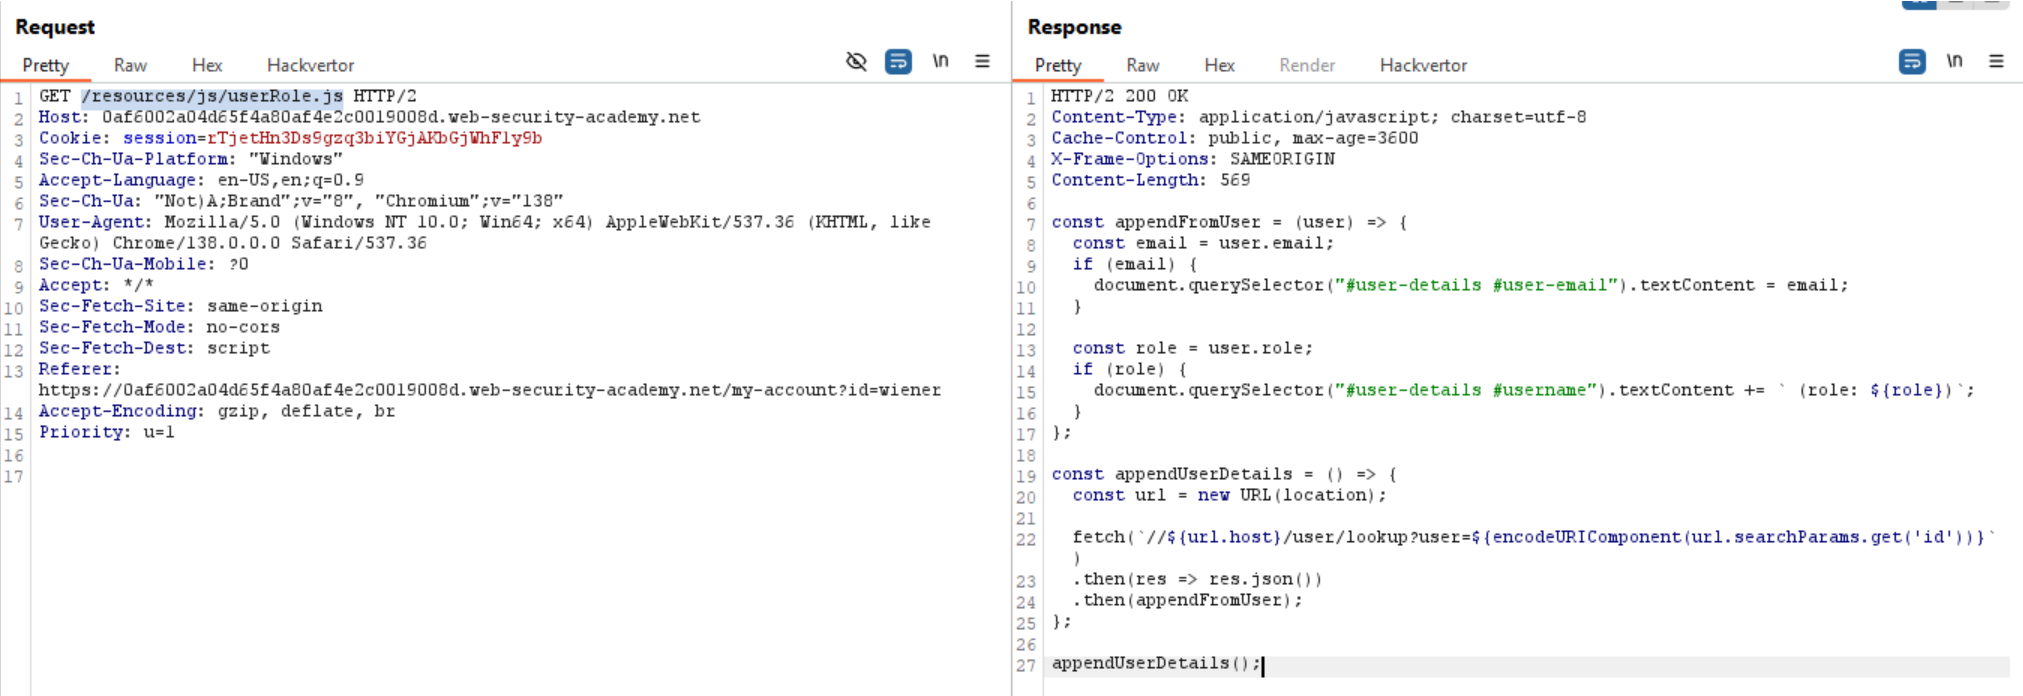 Request
Pretty Raw Hex Hackvertor \n
1 GET /resources/js/userRole.js HTTP/2
2 Host: 0af6002a04d65f4a80af4e2c0019008d.web-security-academy.net
3 Cookie: session=rTjetHn3Ds9gzq3biYGjAKbGjWhFly9b
4 Sec-Ch-Ua-Platform: "Windows"
5 Accept-Language: en-US,en;q=0.9
6 Sec-Ch-Ua: "Not)A;Brand";v="8", "Chromium";v="138"
7 User-Agent: Mozilla/5.0 (Windows NT 10.0; Win64; x64) AppleWebKit/537.36 (KHTML, like
Gecko) Chrome/138.0.0.0 Safari/537.36
8 Sec-Ch-Ua-Mobile: ?0
9 Accept: */*
10 Sec-Fetch-Site: same-origin
11 Sec-Fetch-Mode: no-cors
12 Sec-Fetch-Dest: script
13 Referer:
https://0af6002a04d65f4a80af4e2c0019008d.web-security-academy.net/my-account?id=wiener
14 Accept-Encoding: gzip, deflate, br
15 Priority: u=1
16
17
Response
Pretty Raw Hex Render Hackvertor \n
1 HTTP/2 200 OK
2 Content-Type: application/javascript; charset=utf-8
3 Cache-Control: public, max-age=3600
4 X-Frame-Options: SAMEORIGIN
5 Content-Length: 569
6
7 const appendFromUser = (user) => {
8 const email = user.email;
9 if (email) {
10 document.querySelector("#user-details #user-email").textContent = email;
11 }
12
13 const role = user.role;
14 if (role) {
15 document.querySelector("#user-details #username").textContent += ` (role: ${role})`;
16 }
17 };
18
19 const appendUserDetails = () => {
20 const url = new URL(location);
21
22 fetch(`//${url.host}/user/lookup?user=${encodeURIComponent(url.searchParams.get('id'))}`
)
23 .then(res => res.json())
24 .then(appendFromUser);
25 };
26
27 appendUserDetails();